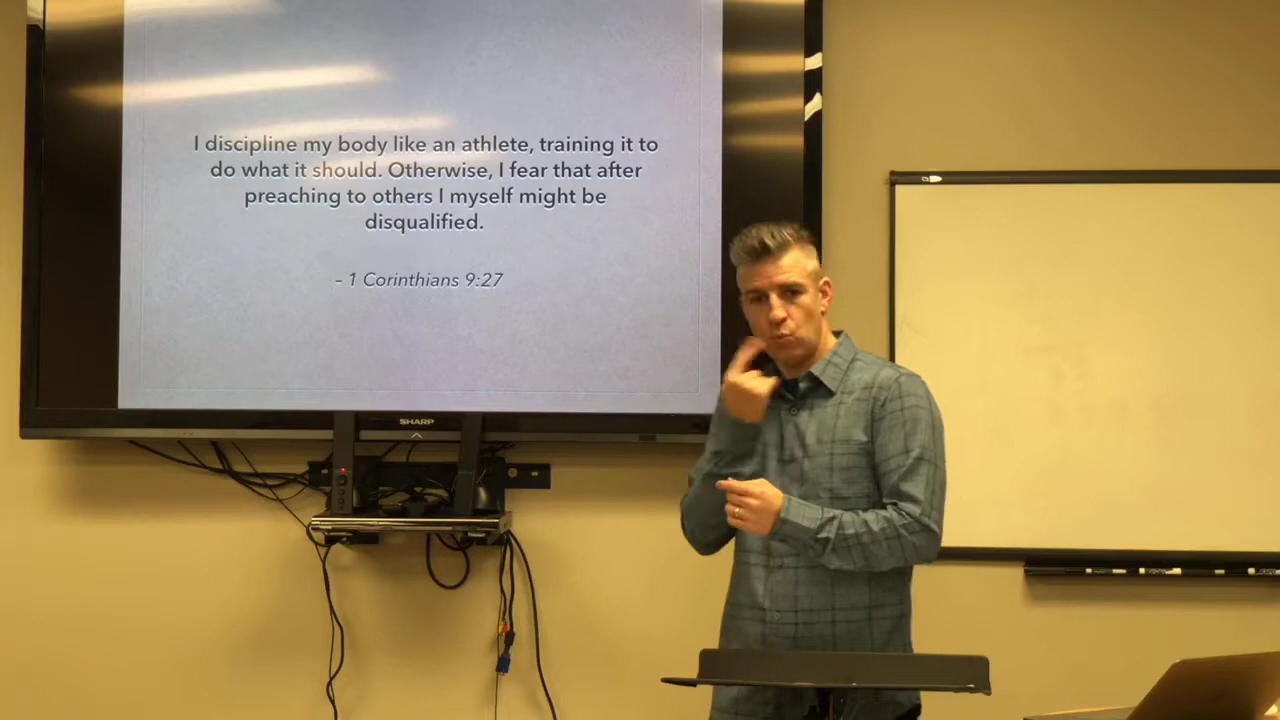 I discipline my body like an athlete, training it to
do what it should. Otherwise, I fear that after
preaching to others I myself might be
disqualified.
– 1 Corinthians 9:27
SHARP